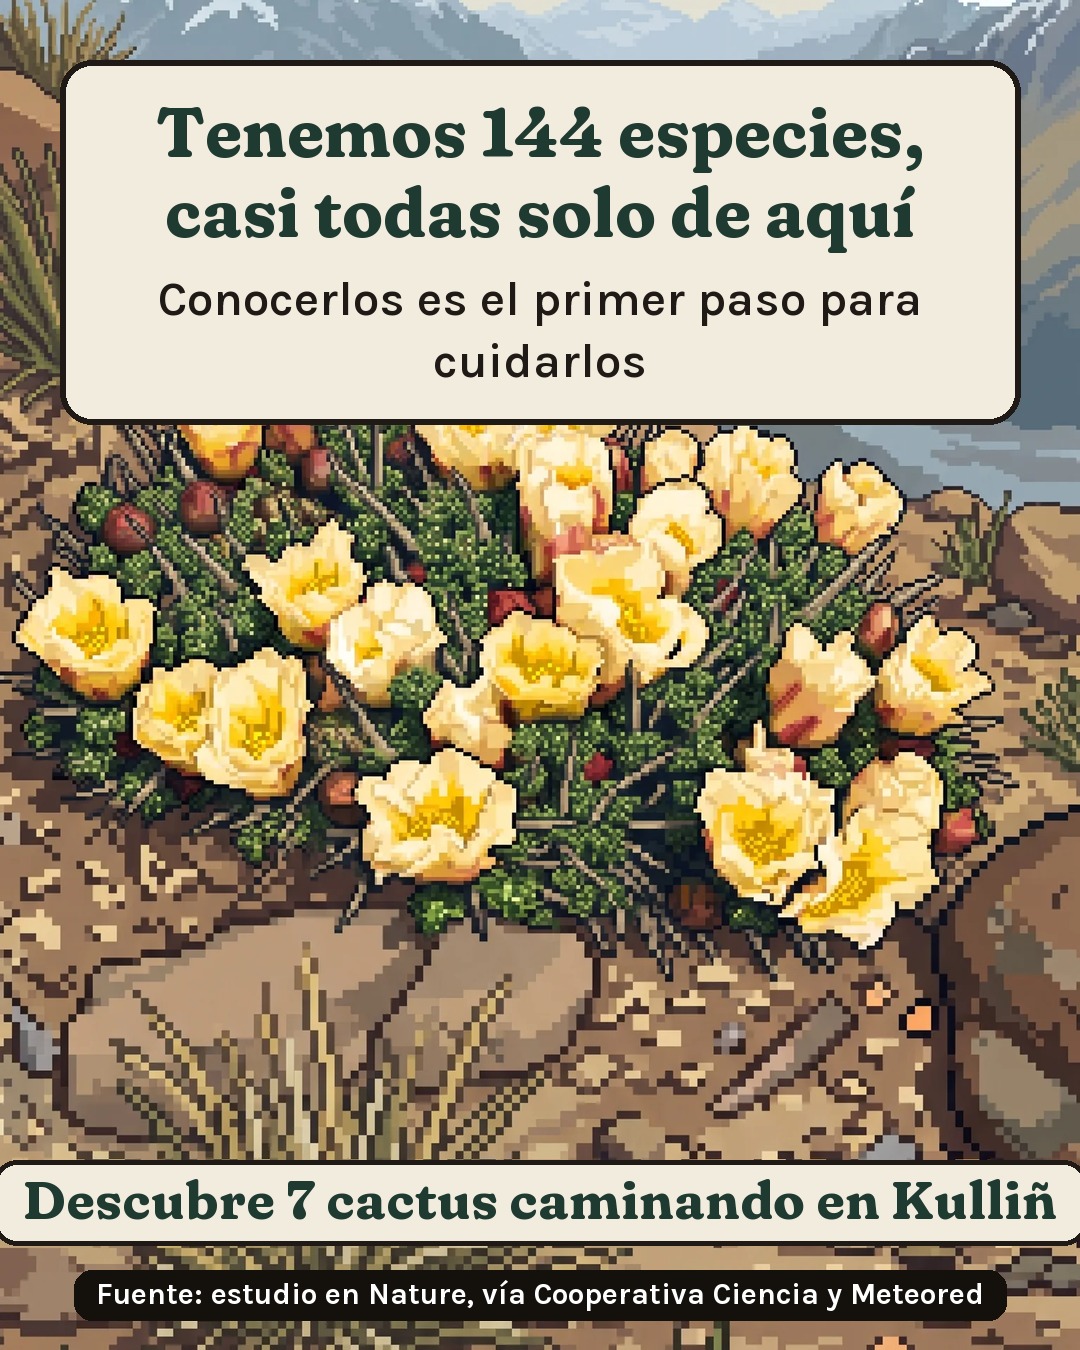 Tenemos 144 especies,
casi todas solo de aquí
Conocerlos es el primer paso para
cuidarlos
Descubre 7 cactus caminando en Kulliñ
Fuente: estudio en Nature, vía Cooperativa Ciencia y Meteored